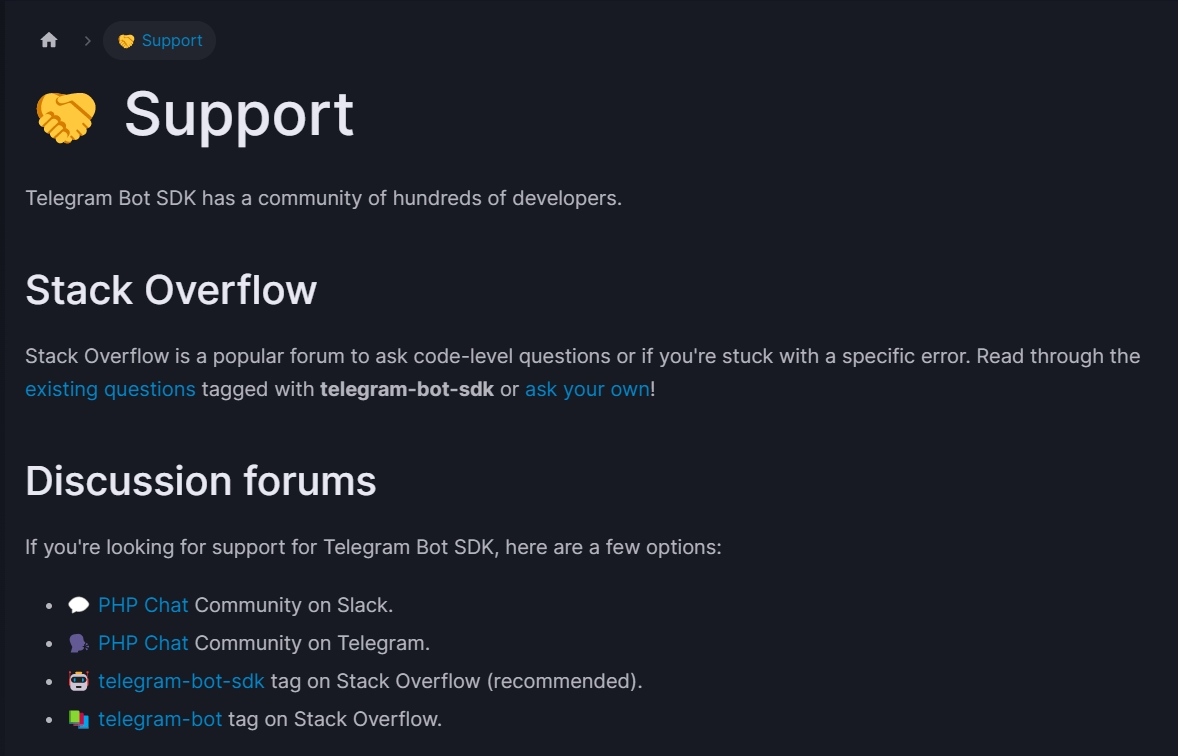 Support
Support
Telegram Bot SDK has a community of hundreds of developers.
Stack Overflow
Stack Overflow is a popular forum to ask code-level questions or if you're stuck with a specific error. Read through the
existing questions tagged with telegram-bot-sdk or ask your own!
Discussion forums
If you're looking for support for Telegram Bot SDK, here are a few options:
PHP Chat Community on Slack.
PHP Chat Community on Telegram.
telegram-bot-sdk tag on Stack Overflow (recommended).
telegram-bot tag on Stack Overflow.